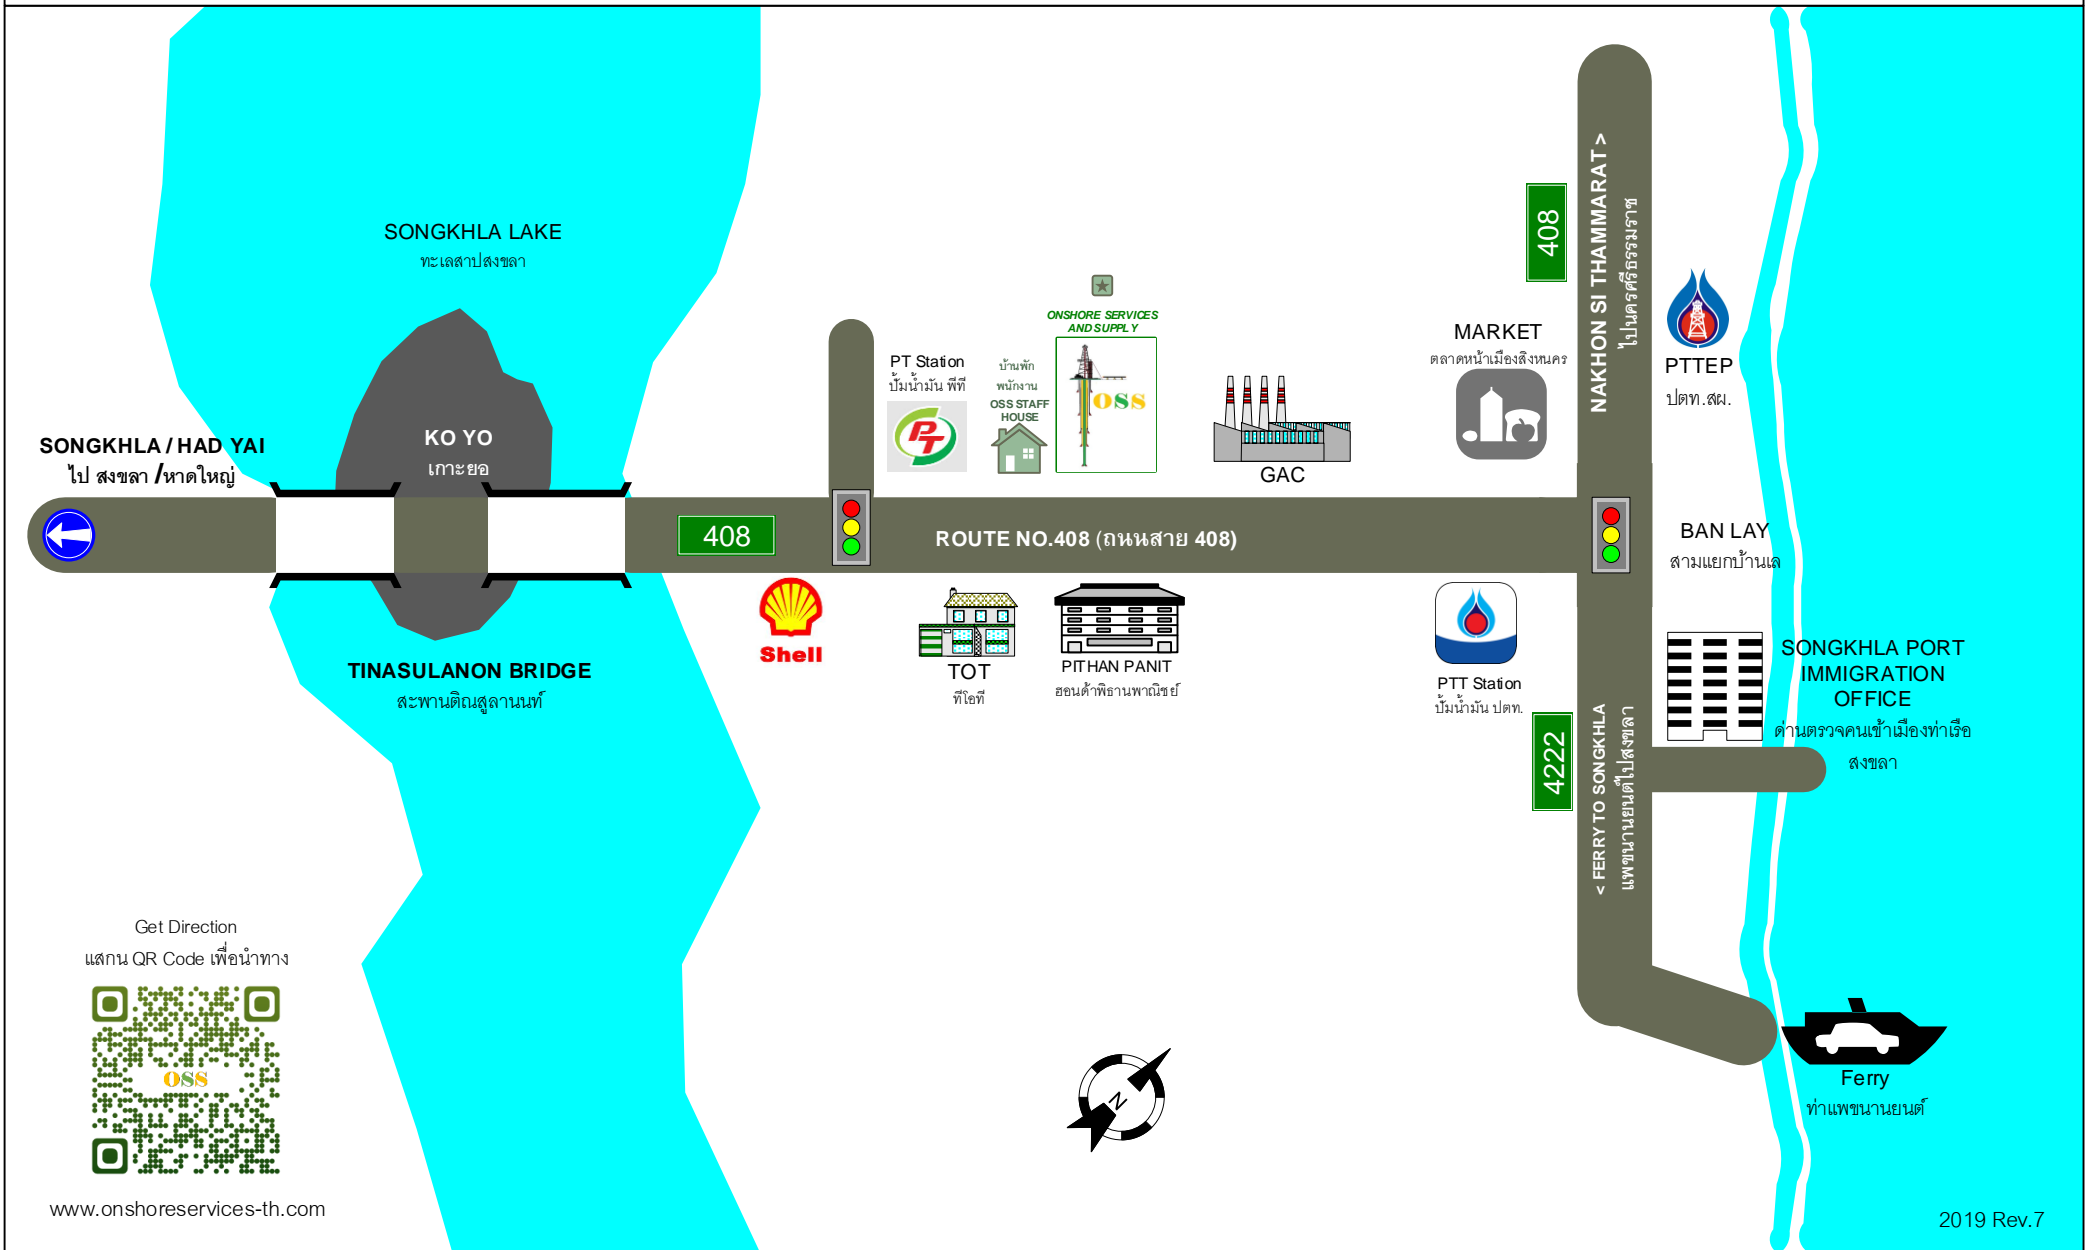 SONGKHLA LAKE
ทะเลสาปสงขลา
KO YO
เกาะยอ
SONGKHLA / HAD YAI
ไป สงขลา /หาดใหญ่
TINASULANON BRIDGE
สะพานติณสูลานนท์
408
Shell
PT Station
ปั้มน้ำมัน พีที
PT
บ้านพัก
พนักงาน
OSS STAFF
HOUSE
ONSHORE SERVICES
AND SUPPLY
OSS
GAC
MARKET
ตลาดหน้าเมืองสิงหนคร
408
NAKHON SI THAMMARAT >
ไปนครศรีธรรมราช
PTTEP
ปตท.สผ.
ROUTE NO.408 (ถนนสาย 408)
BAN LAY
สามแยกบ้านเล
TOT
ทีโอที
PITHAN PANIT
ฮอนด้าพิธานพาณิชย์
PTT Station
ปั้มน้ำมัน ปตท.
4222
< FERRY TO SONGKHLA
แพขนานยนต์ไปสงขลา
SONGKHLA PORT
IMMIGRATION
OFFICE
ด่านตรวจคนเข้าเมืองท่าเรือ
สงขลา
Ferry
ท่าแพขนานยนต์
N
Get Direction
แสกน QR Code เพื่อนำทาง
OSS
www.onshoreservices-th.com
2019 Rev.7